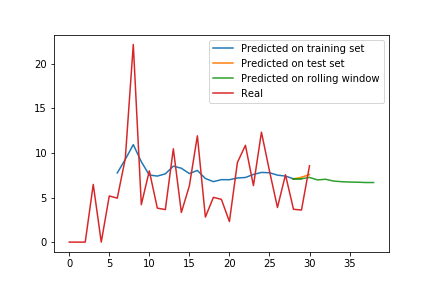 Predicted on training set
Predicted on test set
Predicted on rolling window
Real
20
15
10
5
0
0 5 10 15 20 25 30 35